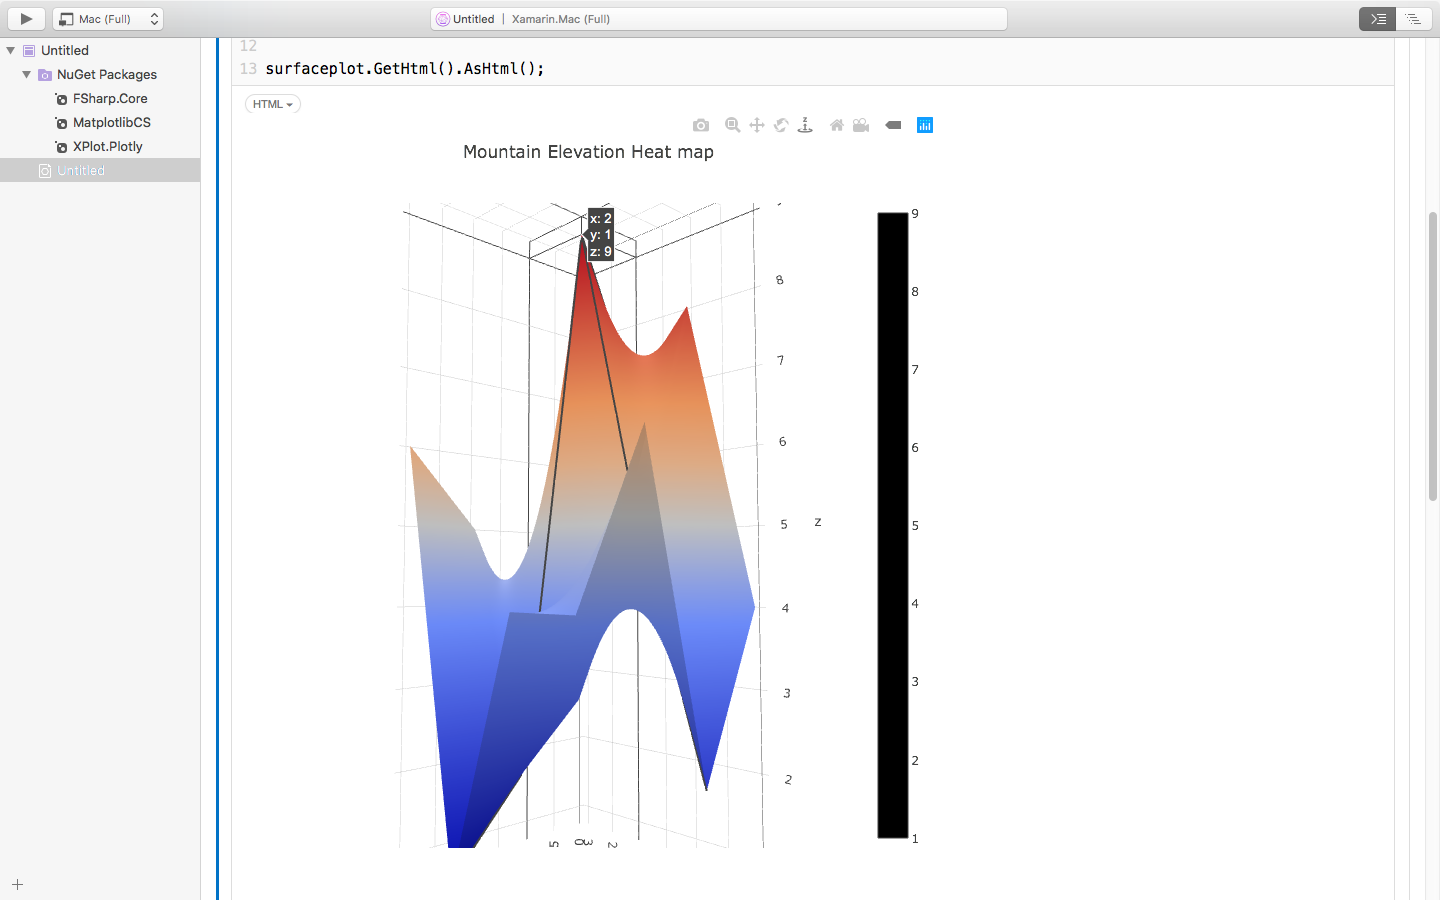 Mac (Full)
Untitled | Xamarin.Mac (Full)
Untitled
NuGet Packages
FSharp.Core
MatplotlibCS
XPlot.Plotly
Untitled
12
13 surfaceplot.GetHtml().AsHtml();
HTML
z
Mountain Elevation Heat map
x: 2
y: 1
z: 9
8
7
6
5
z
4
3
2
5
0
3
2
9
8
7
6
5
4
3
2
1